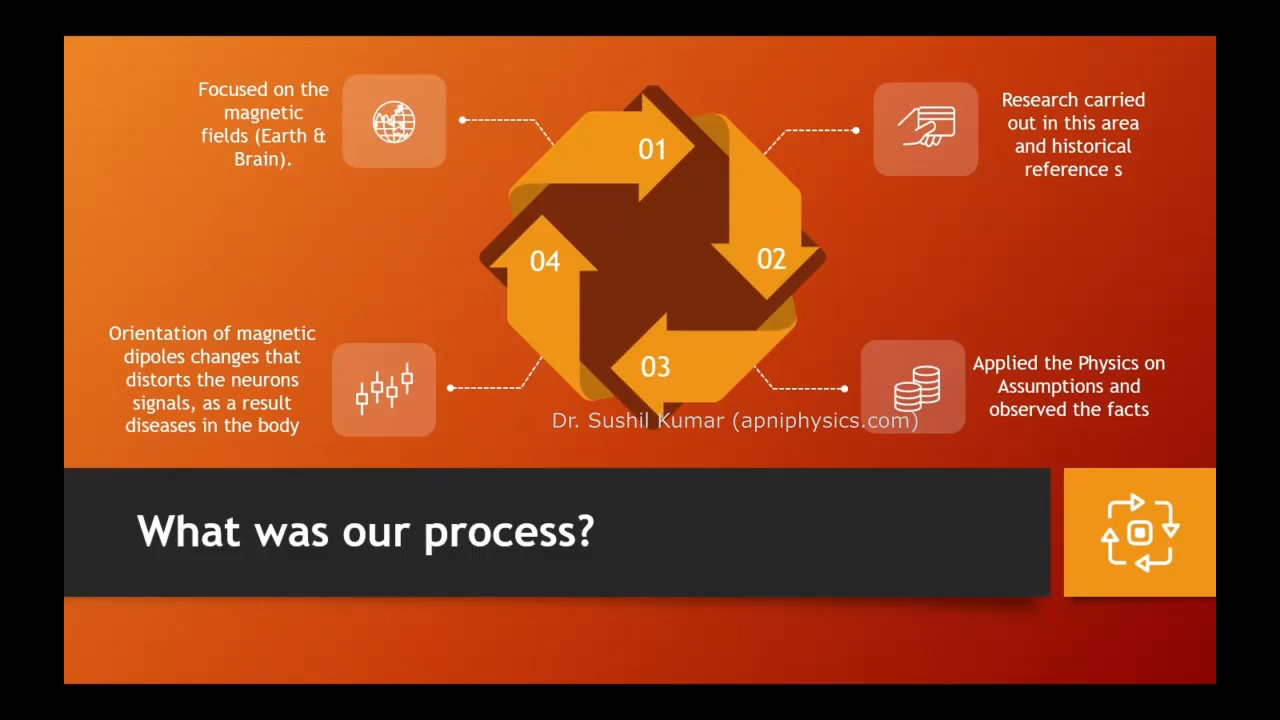 Focused on the
magnetic
fields (Earth &
Brain).
01
Research carried
out in this area
and historical
reference s
02
04
03
Orientation of magnetic
dipoles changes that
distorts the neurons
signals, as a result
diseases in the body
Applied the Physics on
Assumptions and
observed the facts
Dr. Sushil Kumar (apniphysics.com)
What was our process?